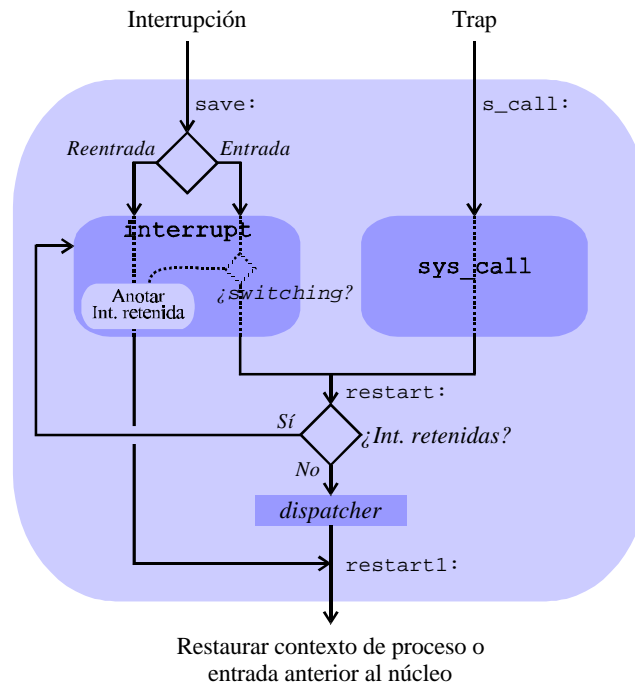 Interrupción
Trap
save:
s_call:
Reentrada
Entrada
interrupt
sys_call
¿switching?
Anotar
Int. retenida
restart:
Sí
¿Int. retenidas?
No
dispatcher
restart1:
Restaurar contexto de proceso o
entrada anterior al núcleo